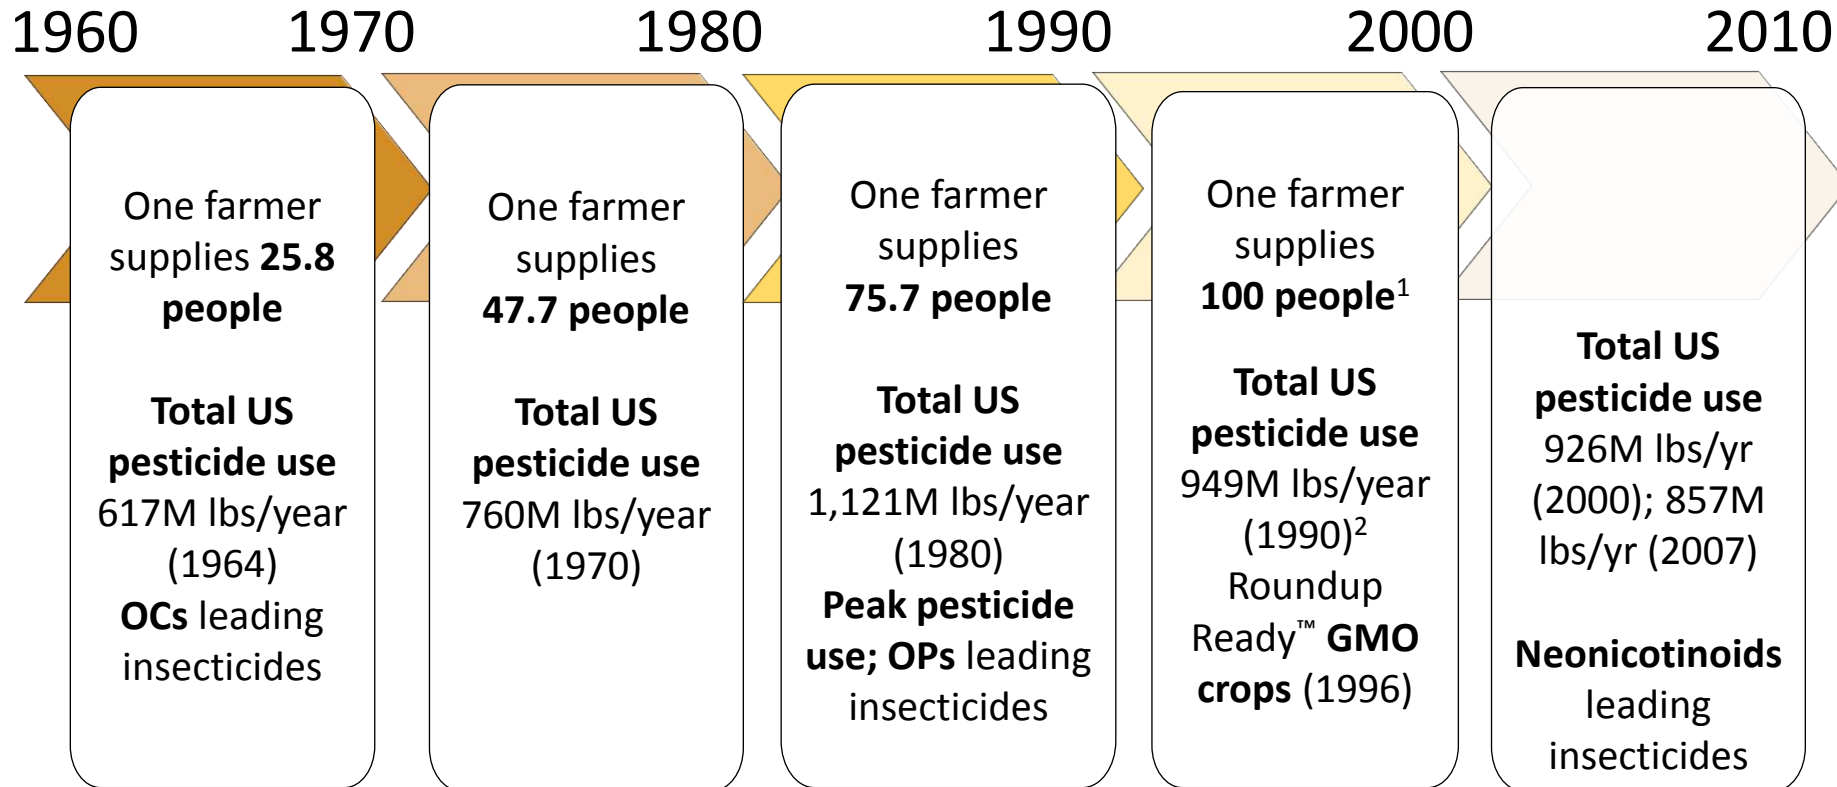 1960 1970 1980 1990 2000 2010
One farmer
supplies 25.8
people
Total US
pesticide use
617M lbs/year
(1964)
OCs leading
insecticides
One farmer
supplies
47.7 people
Total US
pesticide use
760M lbs/year
(1970)
One farmer
supplies
75.7 people
Total US
pesticide use
1,121M lbs/year
(1980)
Peak pesticide
use; OPs leading
insecticides
One farmer
supplies
100 people¹
Total US
pesticide use
949M lbs/year
(1990)²
Roundup
Ready™ GMO
crops (1996)
Total US
pesticide use
926M lbs/yr
(2000); 857M
lbs/yr (2007)
Neonicotinoids
leading
insecticides